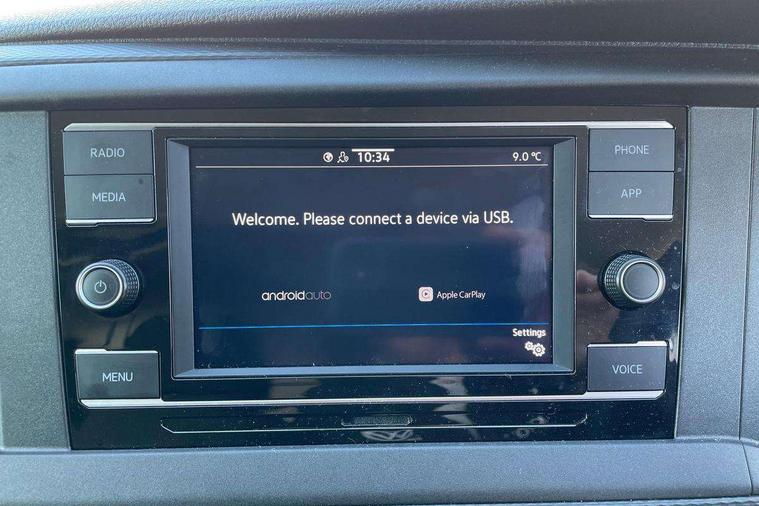 RADIO
MEDIA
MENU
10:34
9.0 °C
Welcome. Please connect a device via USB.
androidauto
Apple CarPlay
Settings
PHONE
APP
VOICE